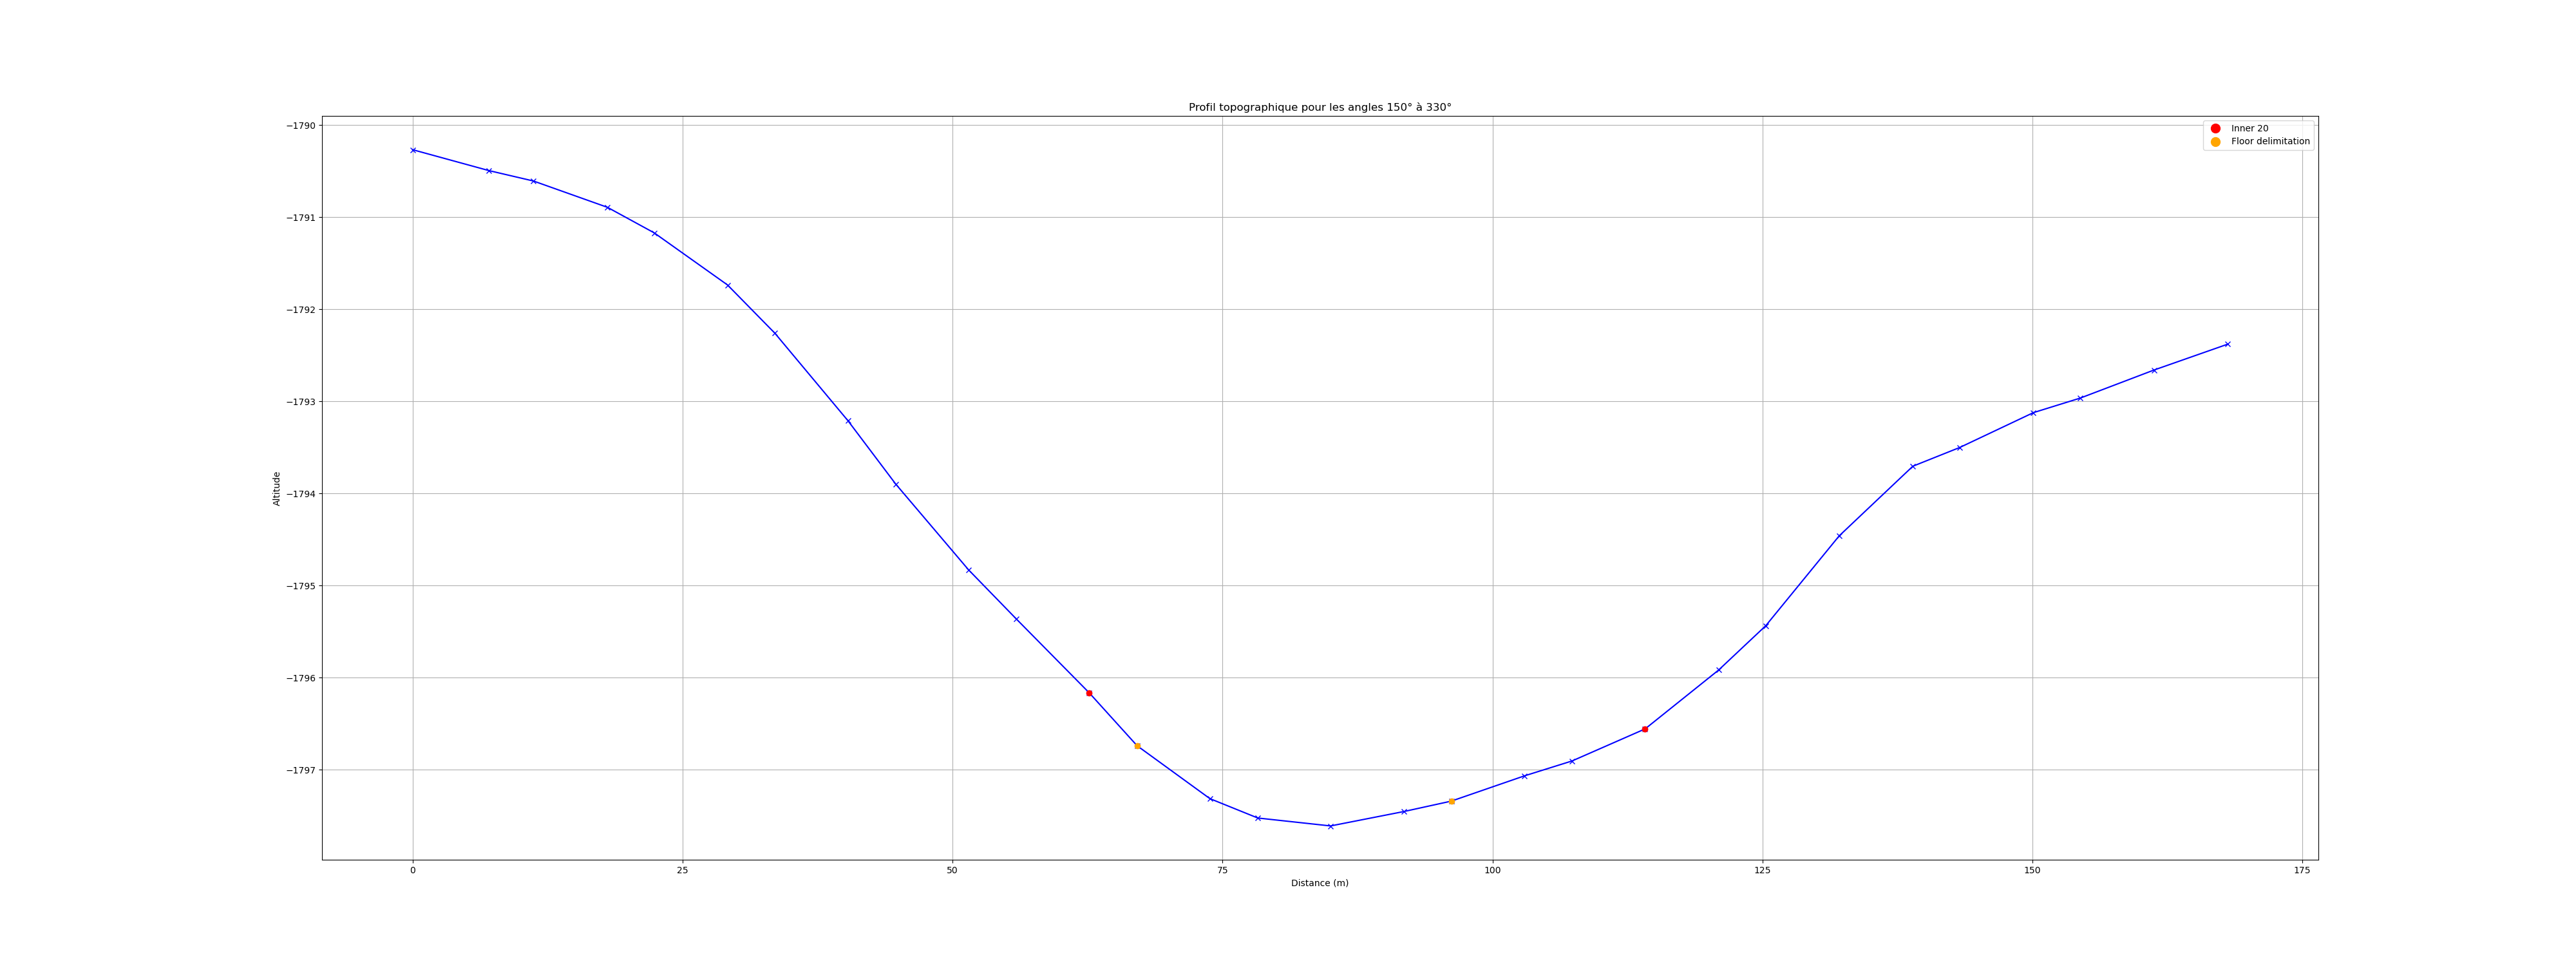 Profil topographique pour les angles 150° à 330°
Inner 20
Floor delimitation
−1790
−1791
−1792
−1793
−1794
−1795
−1796
−1797
Altitude
0 25 50 75 100 125 150 175
Distance (m)